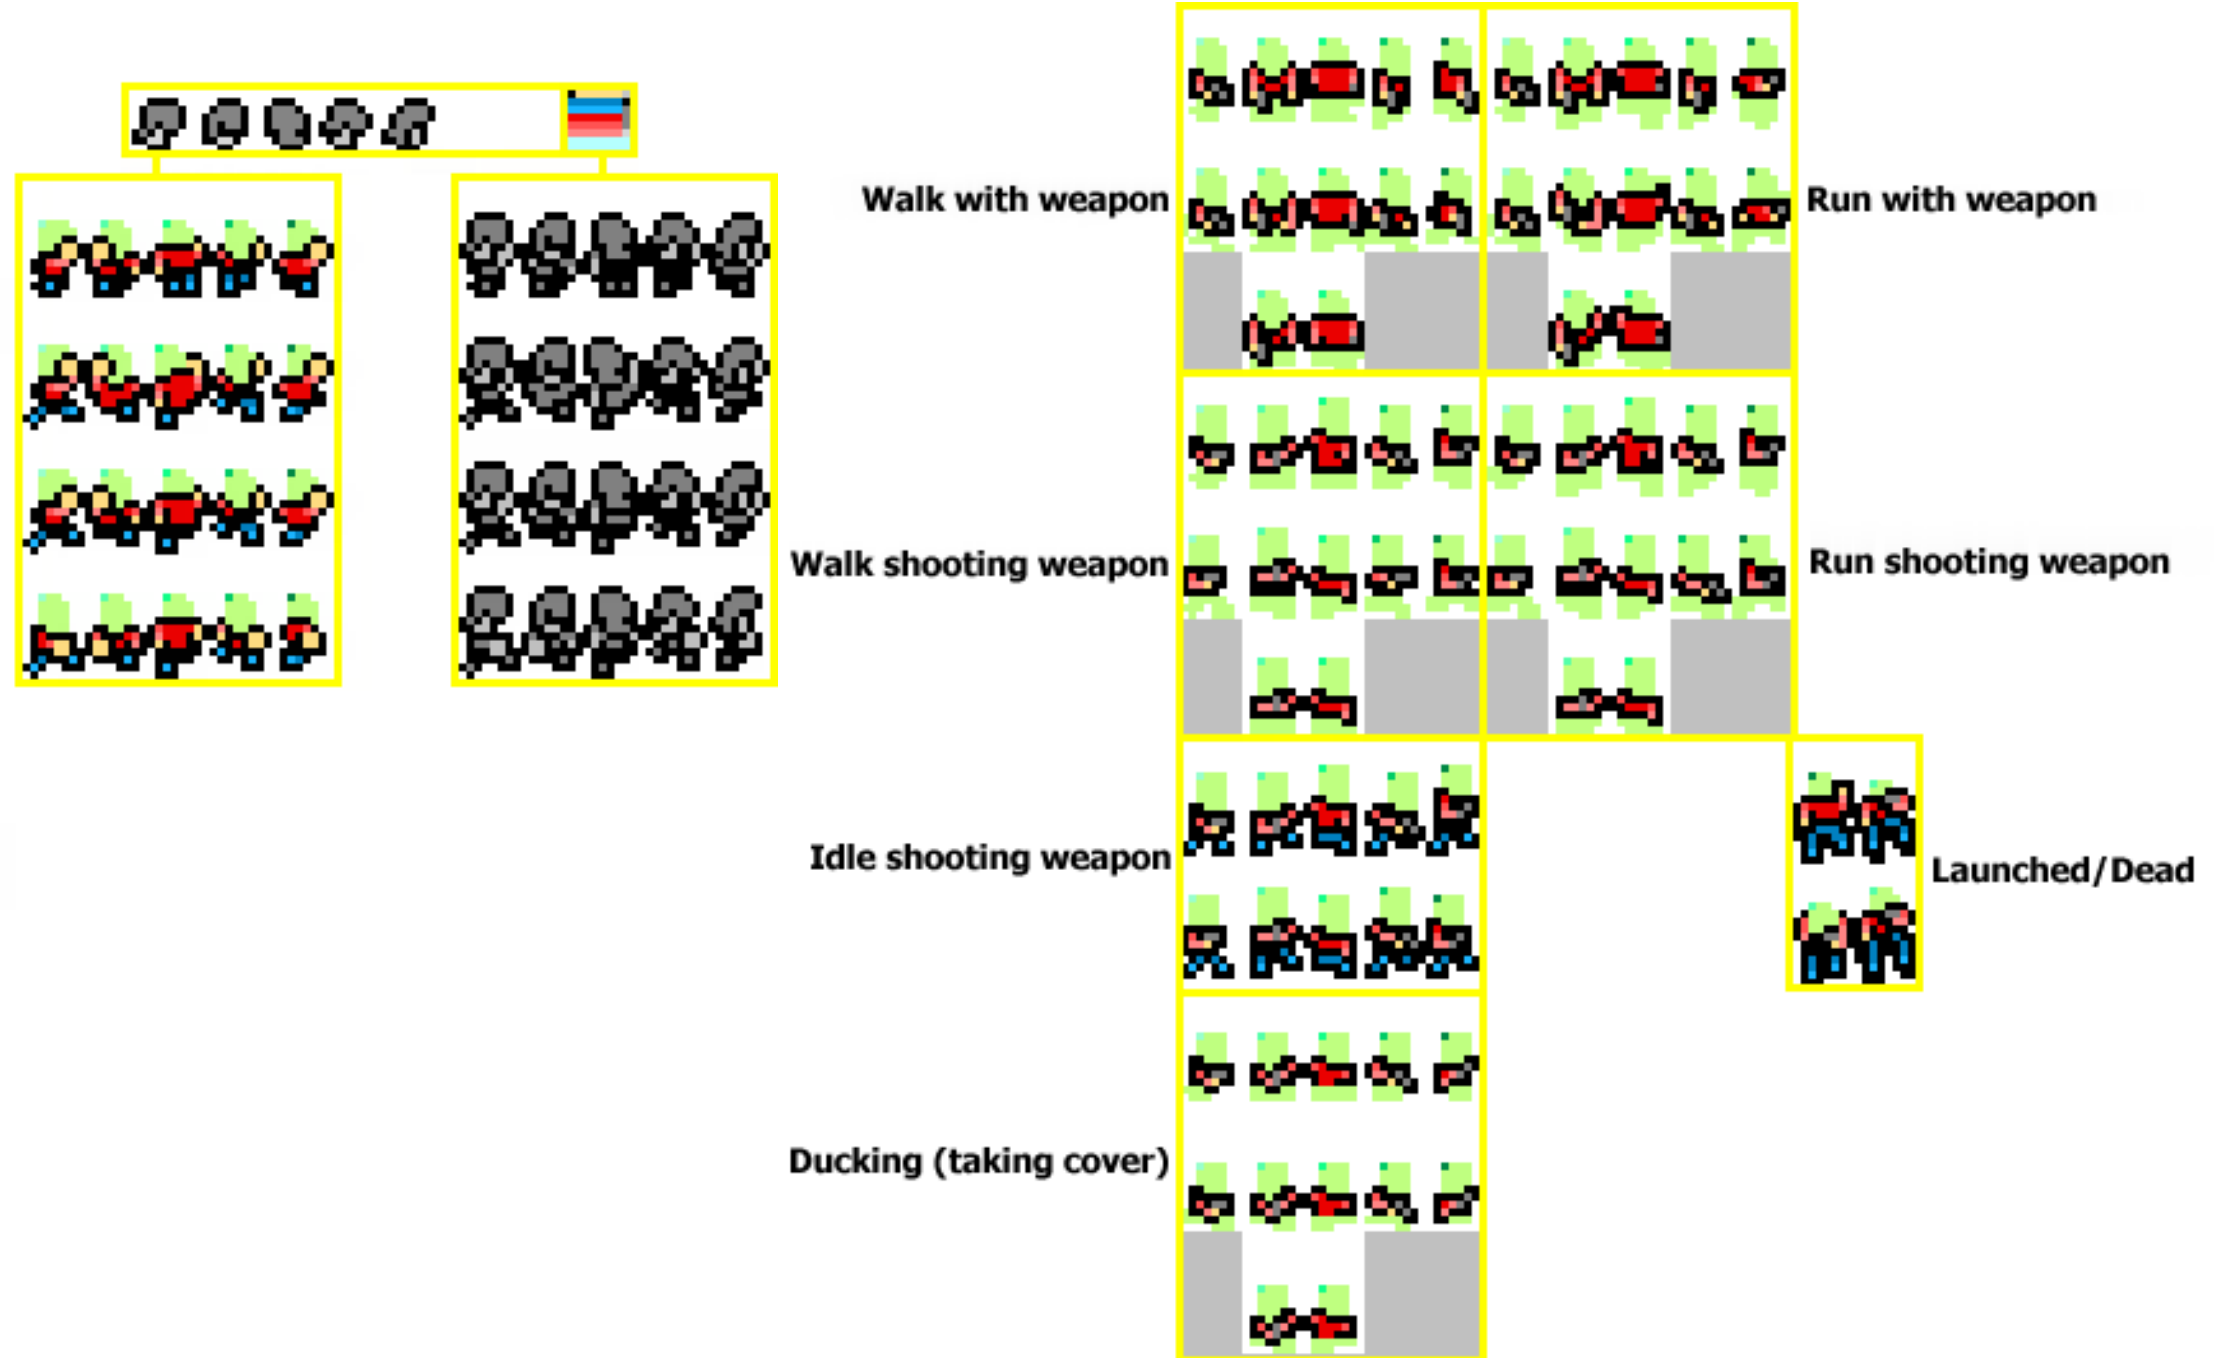 Walk with weapon
Run with weapon
Walk shooting weapon
Run shooting weapon
Idle shooting weapon
Launched/Dead
Ducking (taking cover)